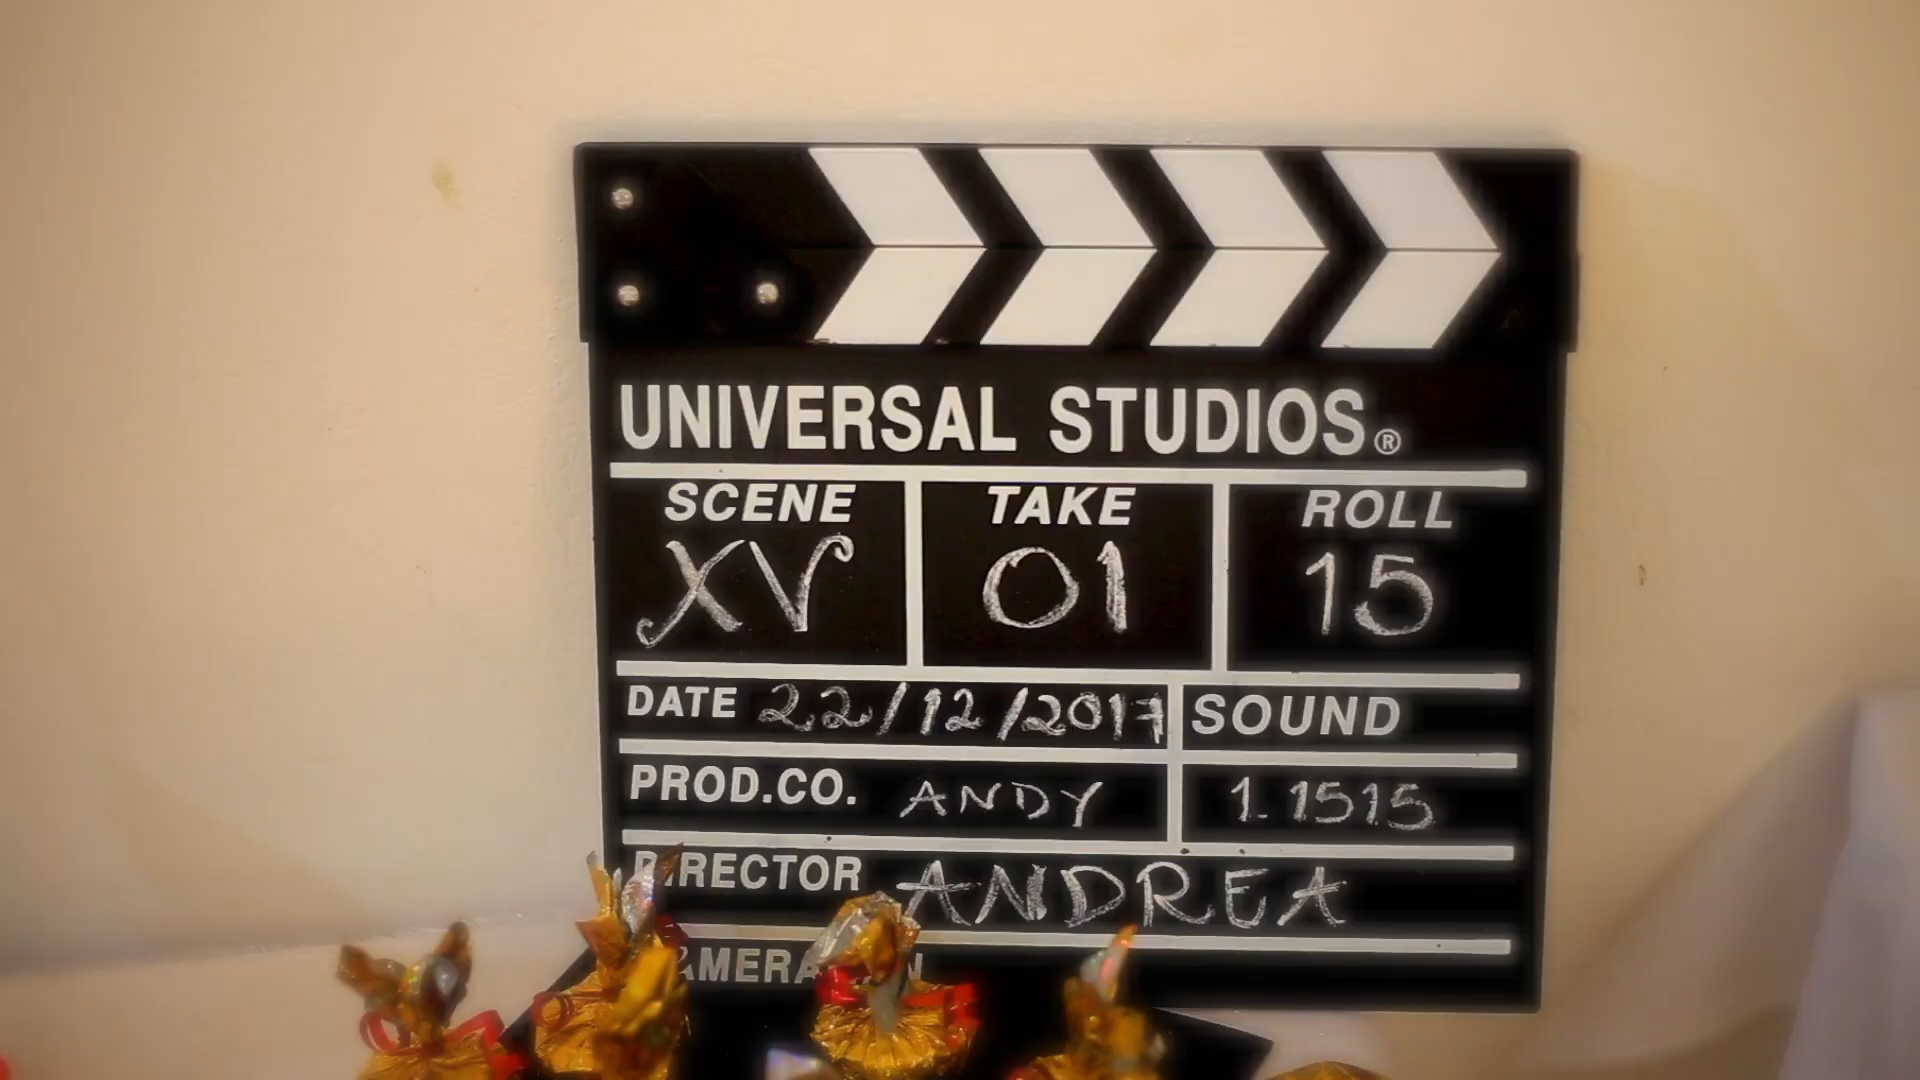 UNIVERSAL STUDIOS®
SCENE TAKE ROLL
XV 01 15
DATE 22/12/2017 SOUND
PROD.CO. ANDY 1.1515
DIRECTOR ANDREA